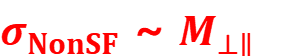 σ_NonSF ~ M_⊥∥